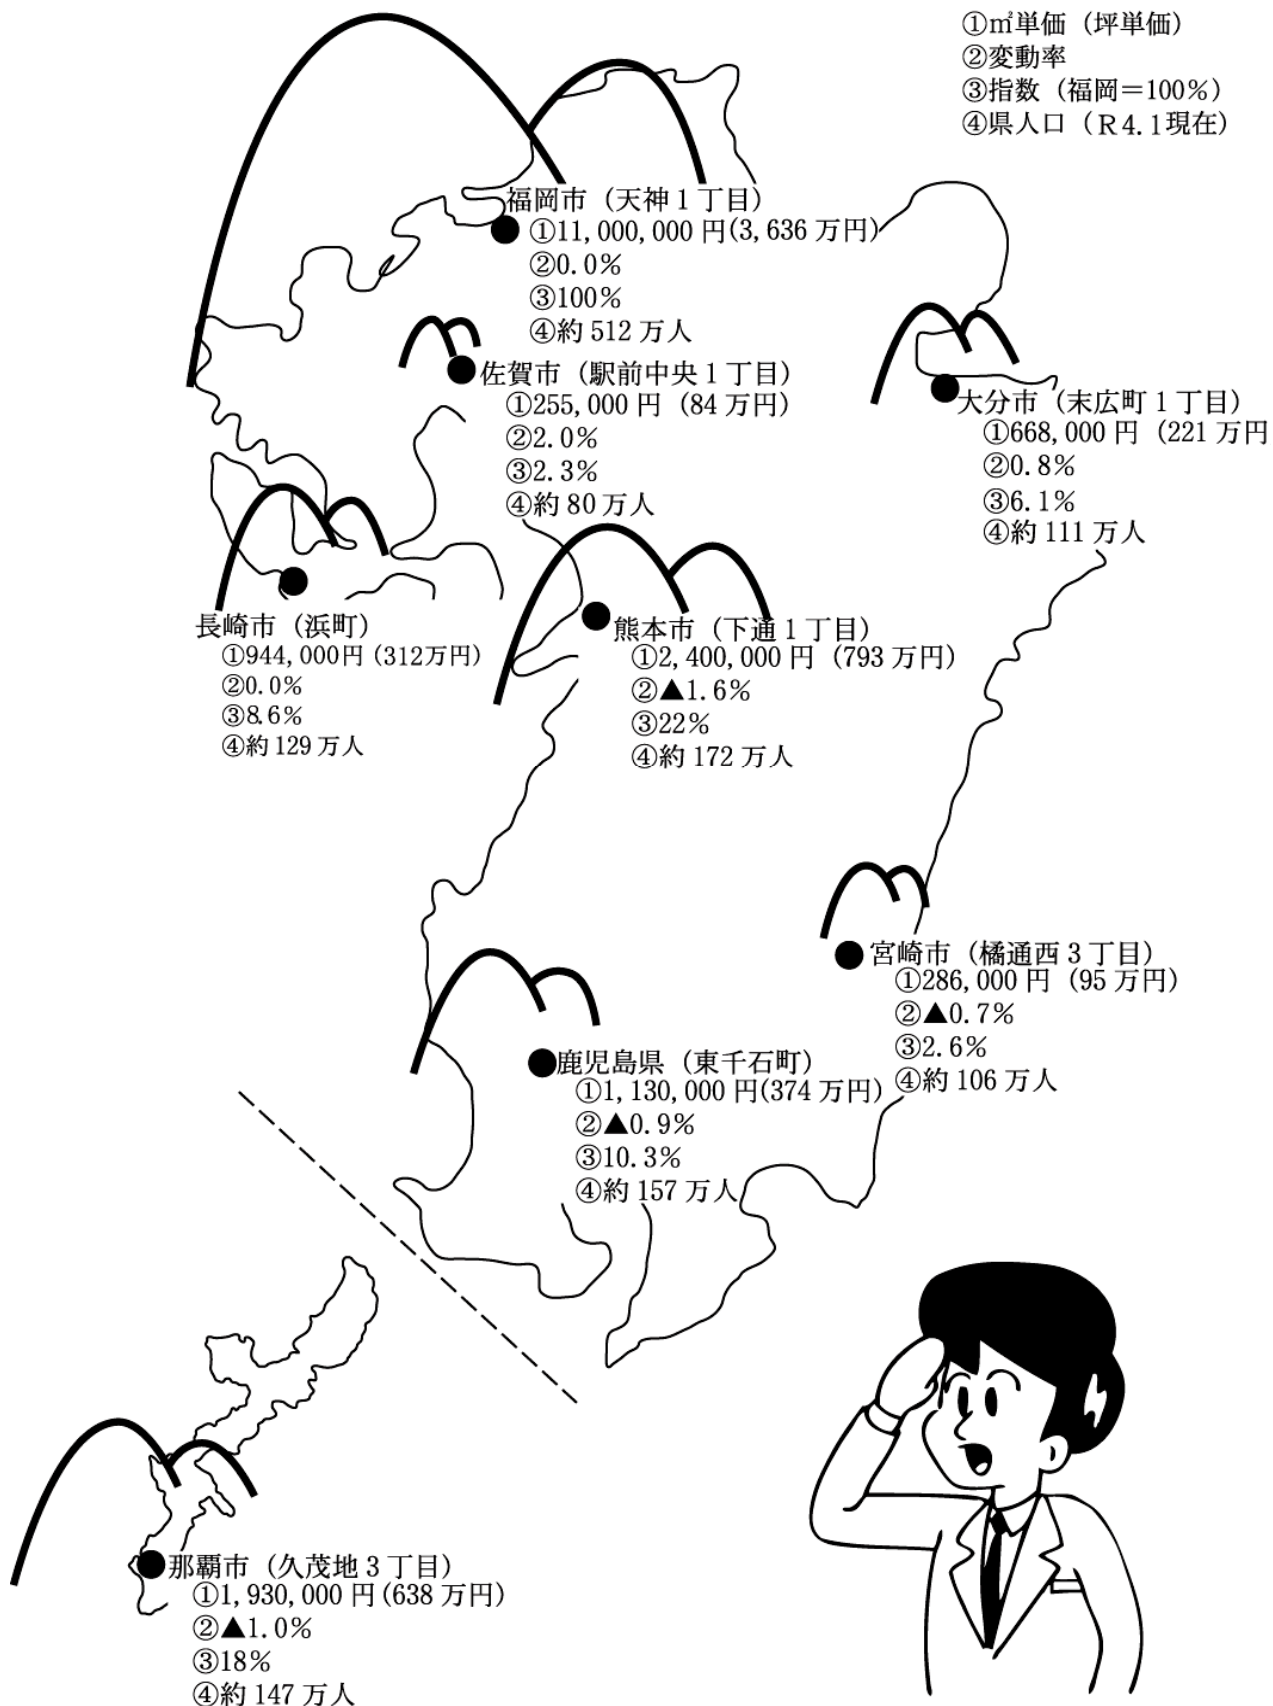 ①㎡単価（坪単価）
②変動率
③指数（福岡＝100％）
④県人口（Ｒ4.1現在）
福岡市（天神１丁目）
①11,000,000円(3,636万円)
②0.0％
③100％
④約512万人
佐賀市（駅前中央１丁目）
①255,000円（84万円）
②2.0％
③2.3％
④約80万人
大分市（末広町１丁目）
①668,000円（221万円
②0.8％
③6.1％
④約111万人
長崎市（浜町）
①944,000円(312万円)
②0.0％
③8.6％
④約129万人
熊本市（下通１丁目）
①2,400,000円（793万円）
②▲1.6％
③22％
④約172万人
宮崎市（橘通西３丁目）
①286,000円（95万円）
②▲0.7％
③2.6％
④約106万人
鹿児島県（東千石町）
①1,130,000円(374万円)
②▲0.9％
③10.3％
④約157万人
那覇市（久茂地３丁目）
①1,930,000円(638万円)
②▲1.0％
③18％
④約147万人